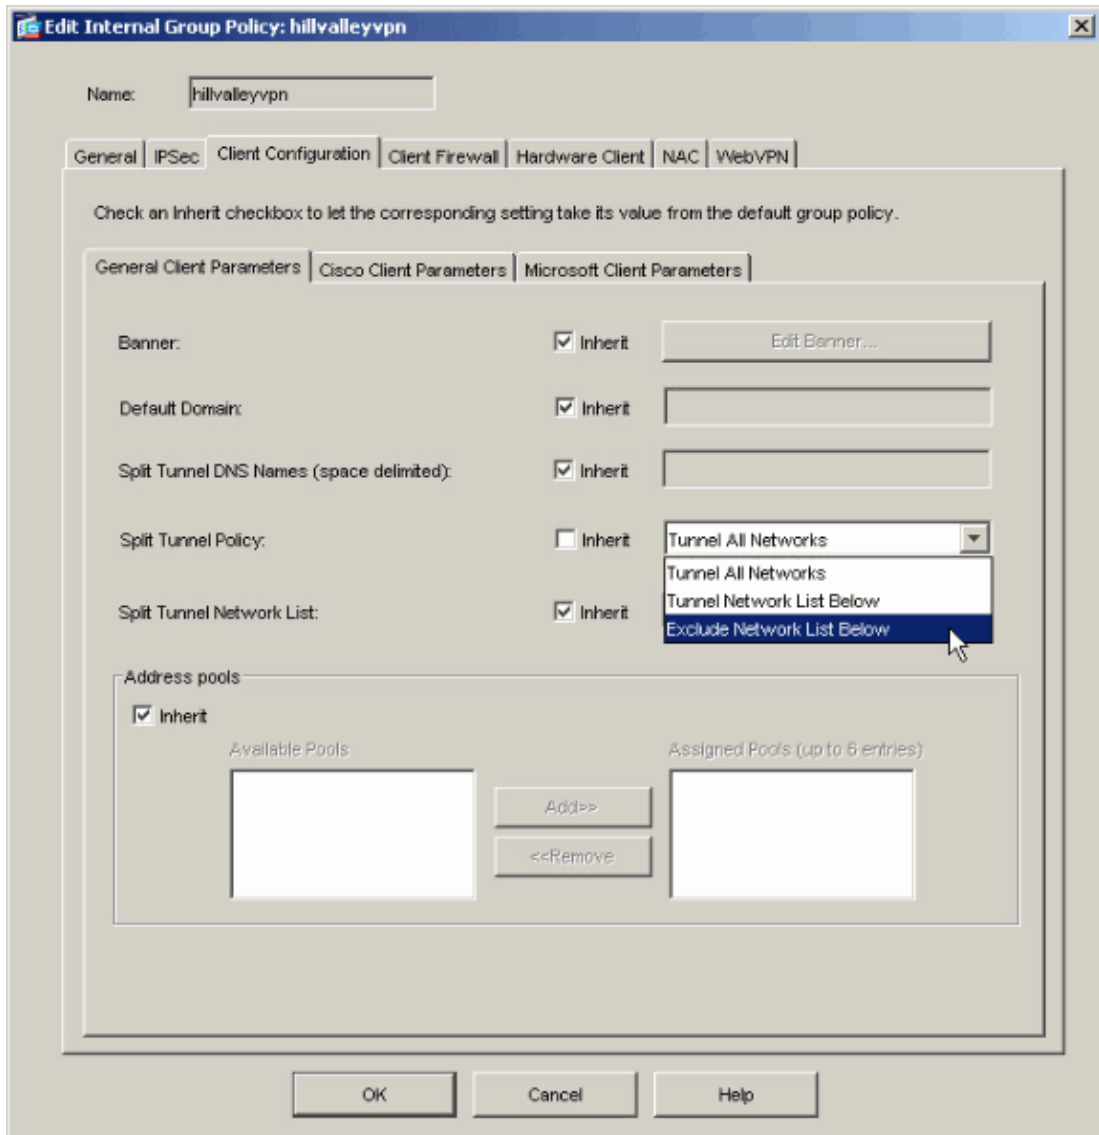 Edit Internal Group Policy: hillvalleyvpn
Name: hillvalleyvpn
General IPSec Client Configuration Client Firewall Hardware Client NAC WebVPN
Check an Inherit checkbox to let the corresponding setting take its value from the default group policy.
General Client Parameters Cisco Client Parameters Microsoft Client Parameters
Banner: Inherit Edit Banner...
Default Domain: Inherit
Split Tunnel DNS Names (space delimited): Inherit
Split Tunnel Policy: Inherit Tunnel All Networks
Tunnel All Networks
Tunnel Network List Below
Split Tunnel Network List: Inherit
Exclude Network List Below
Address pools
Inherit
Available Pools Assigned Pools (up to 6 entries)
Add>>
<<Remove
OK Cancel Help